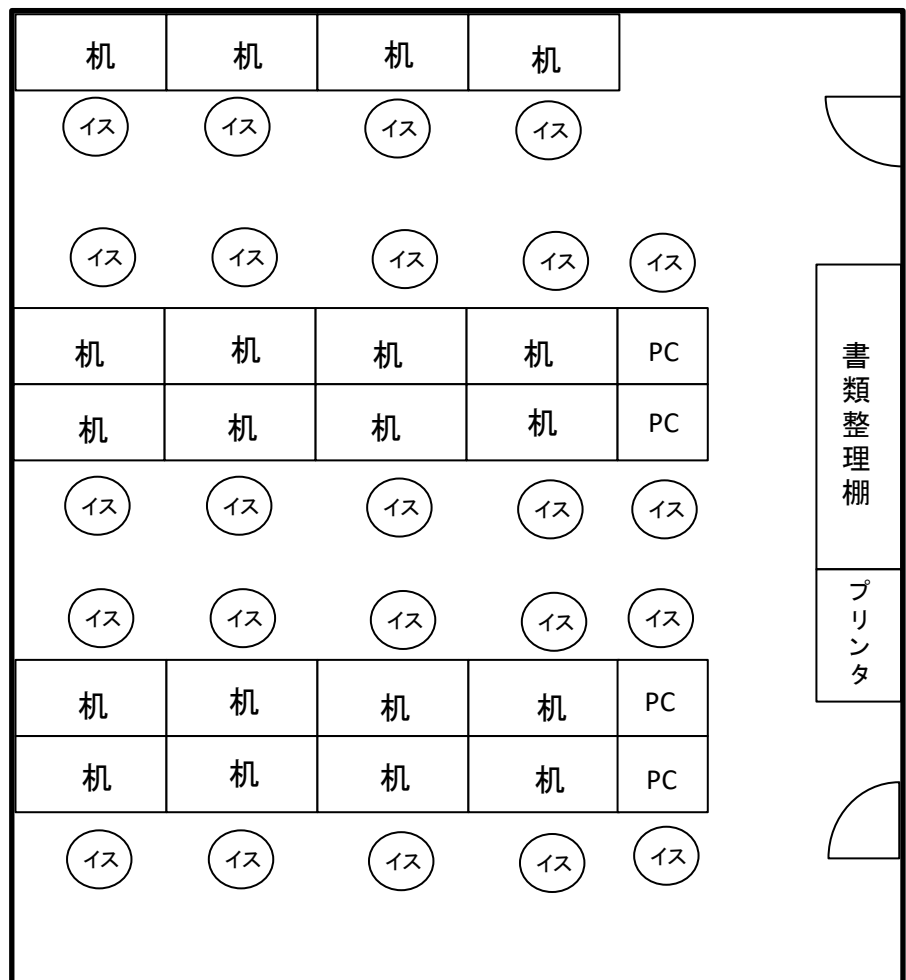 机 机 机 机
イス イス イス イス
イス イス イス イス イス
机 机 机 机 PC
机 机 机 机 PC
イス イス イス イス イス
イス イス イス イス イス
机 机 机 机 PC
机 机 机 机 PC
イス イス イス イス イス
書類整理棚
プリンタ